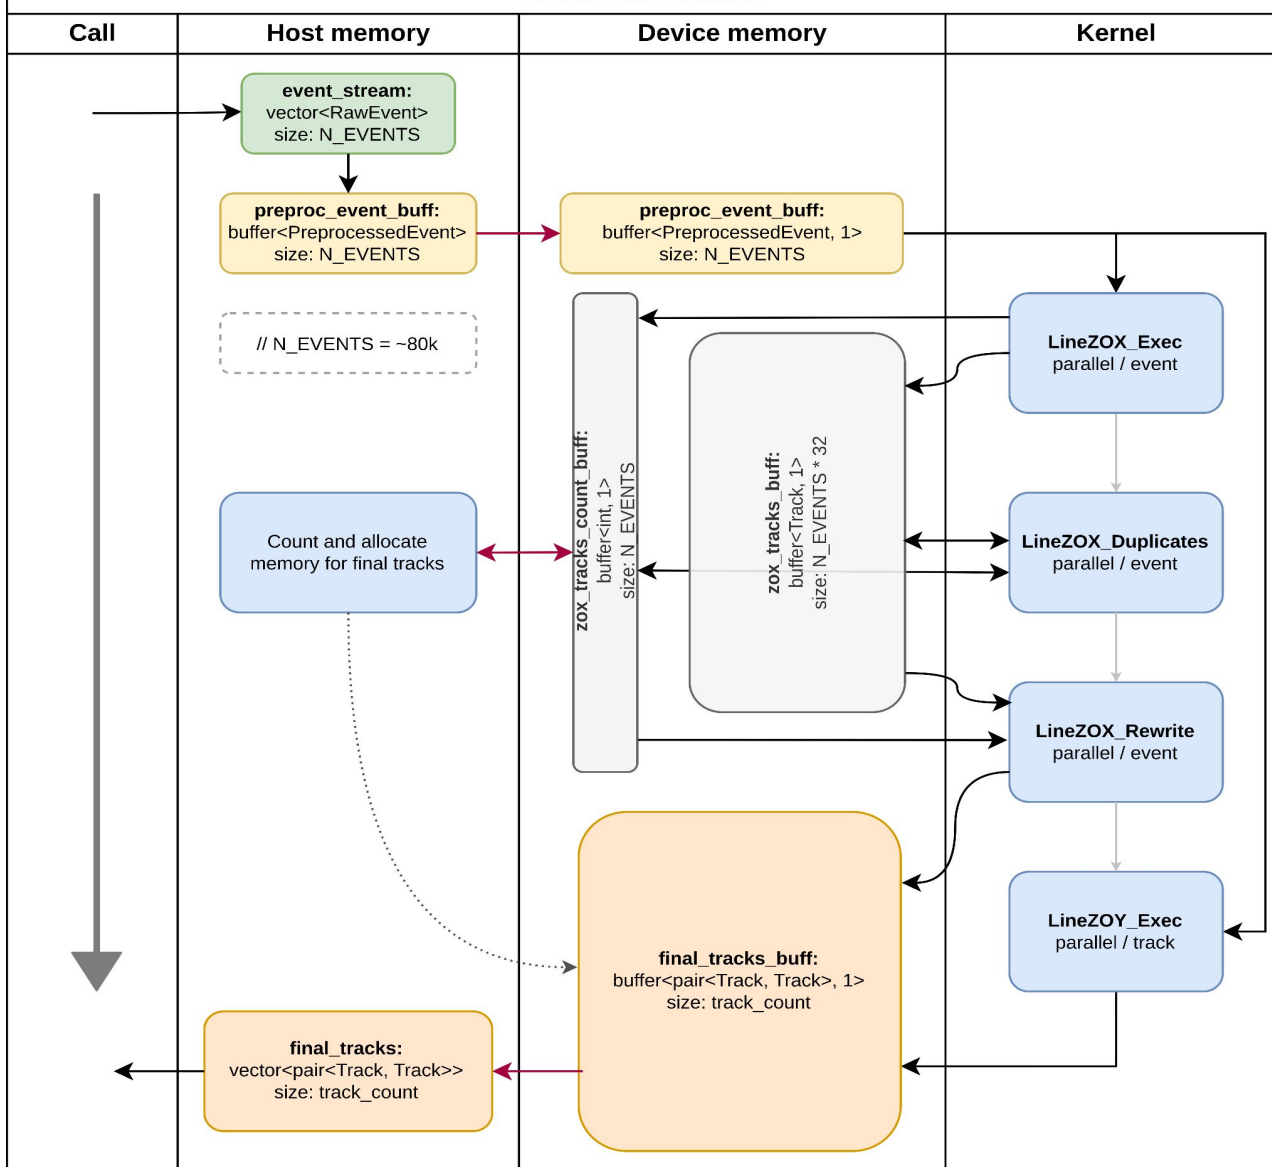 Call
Host memory
Device memory
Kernel
event_stream:
vector<RawEvent>
size: N_EVENTS
preproc_event_buff:
buffer<PreprocessedEvent>
size: N_EVENTS
preproc_event_buff:
buffer<PreprocessedEvent, 1>
size: N_EVENTS
// N_EVENTS = ~80k
LineZOX_Exec
parallel / event
zox_tracks_count_buff:
buffer<int, 1>
size: N_EVENTS
zox_tracks_buff:
buffer<Track, 1>
size: N_EVENTS * 32
Count and allocate
memory for final tracks
LineZOX_Duplicates
parallel / event
LineZOX_Rewrite
parallel / event
LineZOY_Exec
parallel / track
final_tracks_buff:
buffer<pair<Track, Track>, 1>
size: track_count
final_tracks:
vector<pair<Track, Track>>
size: track_count